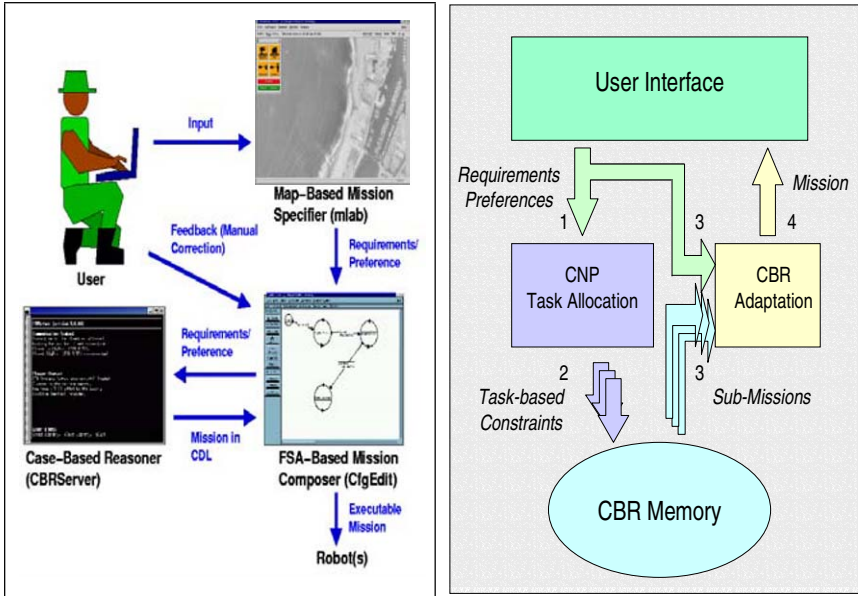 Input
Map-Based Mission
Specifier (mlab)
Feedback (Manual
Correction)
Requirements/
Preference
User
Requirements/
Preference
Mission in
CDL
Case-Based Reasoner
(CBRServer)
FSA-Based Mission
Composer (CfgEdit)
Executable
Mission
Robot(s)
User Interface
Requirements
Preferences
Mission
1
3
4
CNP
Task Allocation
CBR
Adaptation
2
3
Task-based
Constraints
Sub-Missions
CBR Memory